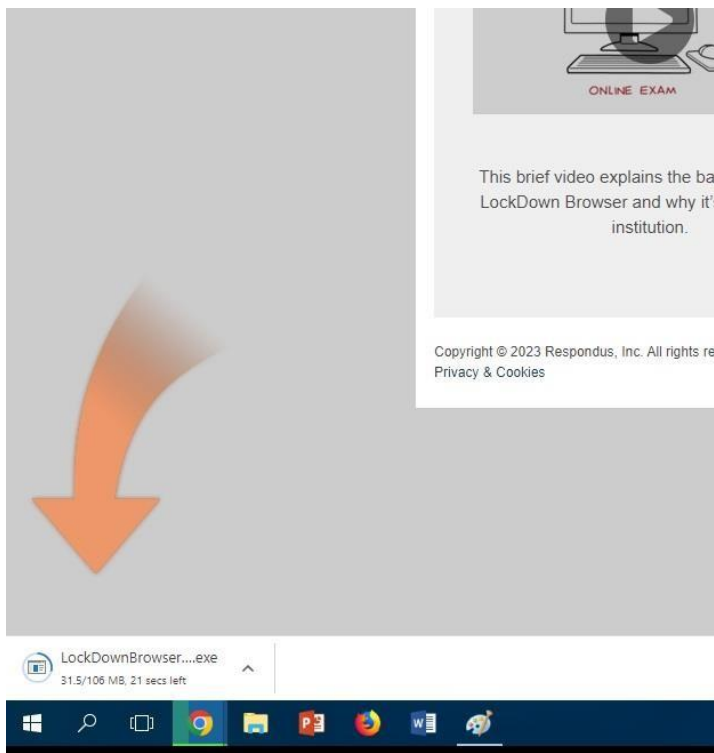 ONLINE EXAM
This brief video explains the ba
LockDown Browser and why it'
institution.
Copyright © 2023 Respondus, Inc. All rights re
Privacy & Cookies
LockDownBrowser....exe
31.5/106 MB, 21 secs left